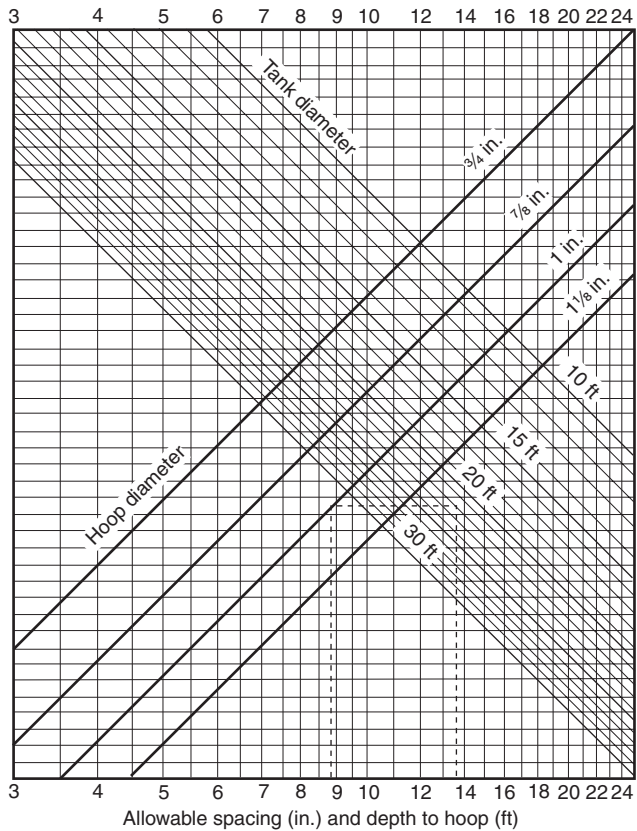 3 4 5 6 7 8 9 10 12 14 16 18 20 22 24
Tank diameter
3/4 in.
7/8 in.
1 in.
1 1/8 in.
10 ft
15 ft
20 ft
30 ft
Hoop diameter
3 4 5 6 7 8 9 10 12 14 16 18 20 22 24
Allowable spacing (in.) and depth to hoop (ft)